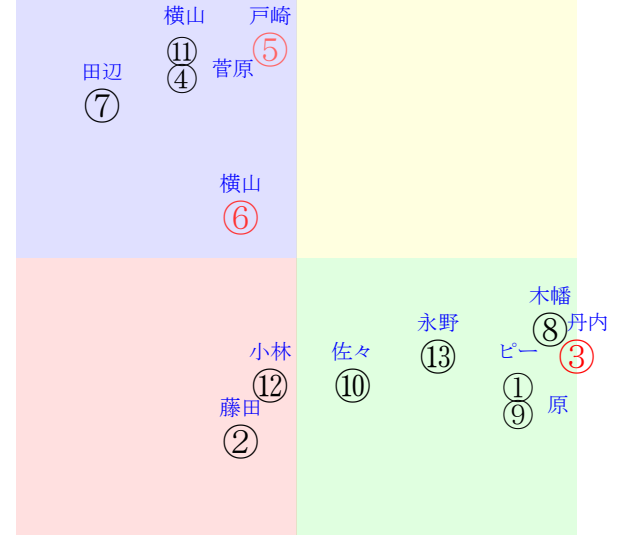 横山
戸崎
⑪
⑤
④
菅原
田辺
⑦
横山
⑥
木幡
永野
⑧
丹内
小林
佐々
⑬
ピー
③
⑫
⑩
①
藤田
⑨
原
②